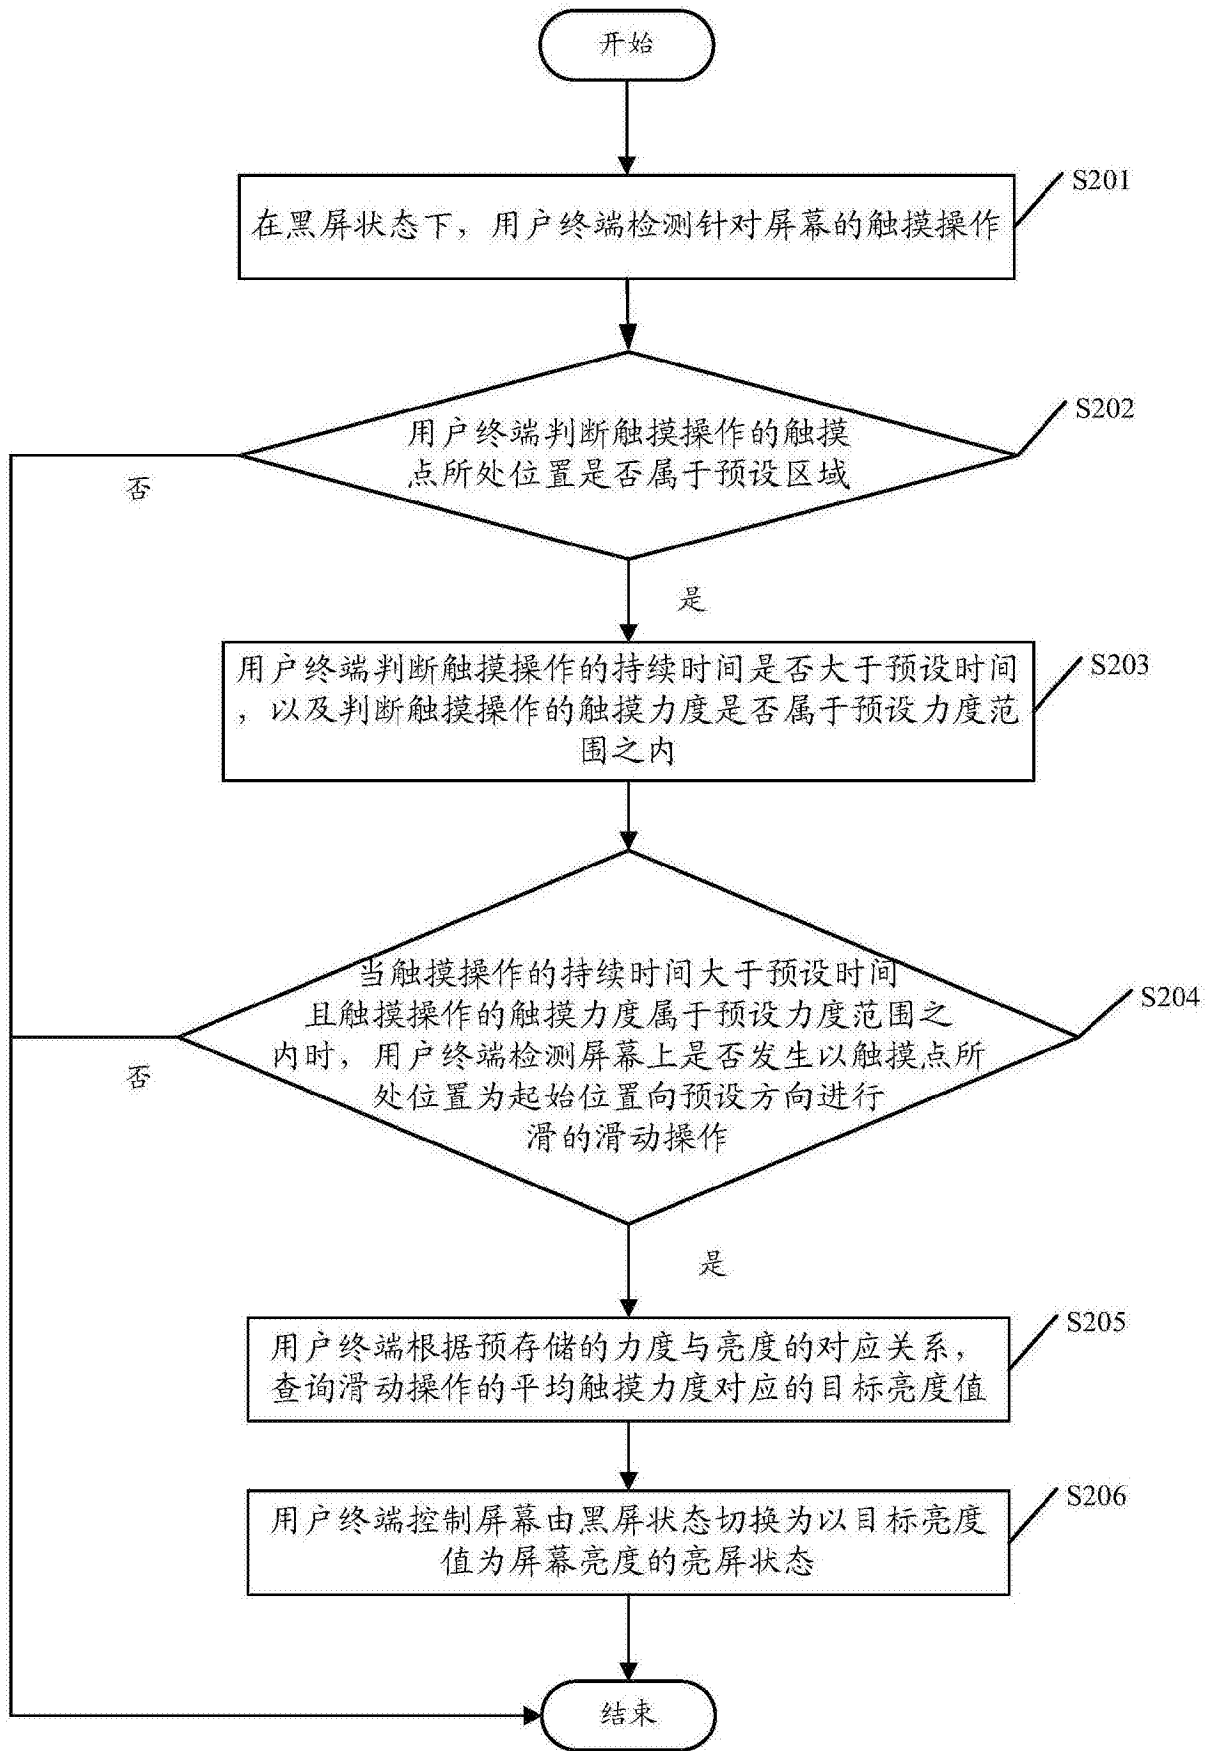 开始
S201
在黑屏状态下，用户终端检测针对屏幕的触摸操作
S202
用户终端判断触摸操作的触摸
点所处位置是否属于预设区域
否
是
S203
用户终端判断触摸操作的持续时间是否大于预设时间
，以及判断触摸操作的触摸力度是否属于预设力度范
围之内
S204
当触摸操作的持续时间大于预设时间
且触摸操作的触摸力度属于预设力度范围之
内时，用户终端检测屏幕上是否发生以触摸点所
处位置为起始位置向预设方向进行
滑的滑动操作
否
是
S205
用户终端根据预存储的力度与亮度的对应关系，
查询滑动操作的平均触摸力度对应的目标亮度值
S206
用户终端控制屏幕由黑屏状态切换为以目标亮度
值为屏幕亮度的亮屏状态
结束